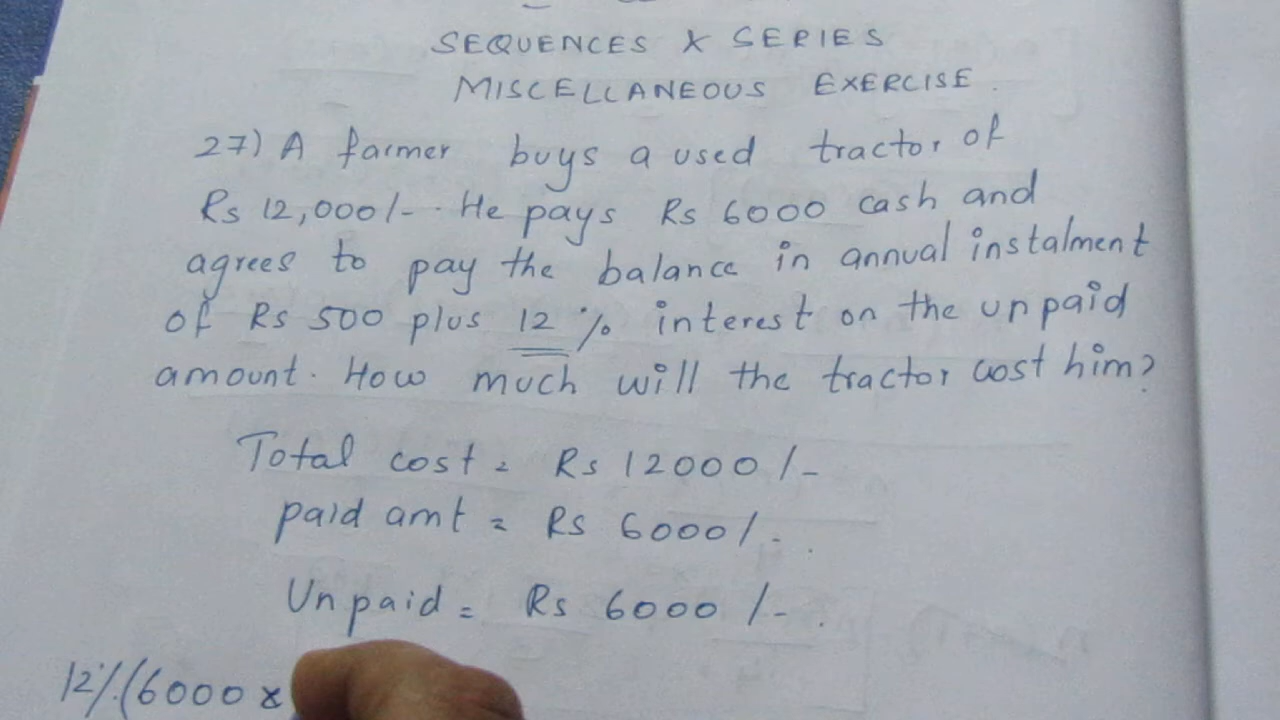 SEQUENCES & SERIES
MISCELLANEOUS EXERCISE.
27) A farmer buys a used tractor of
Rs 12,000/-. He pays Rs 6000 cash and
agrees to pay the balance in annual instalment
of Rs 500 plus 12 % interest on the unpaid
amount. How much will the tractor cost him?
Total cost = Rs 12000/-
paid amt = Rs 6000/-.
Unpaid = Rs 6000/-.
12%(6000 x